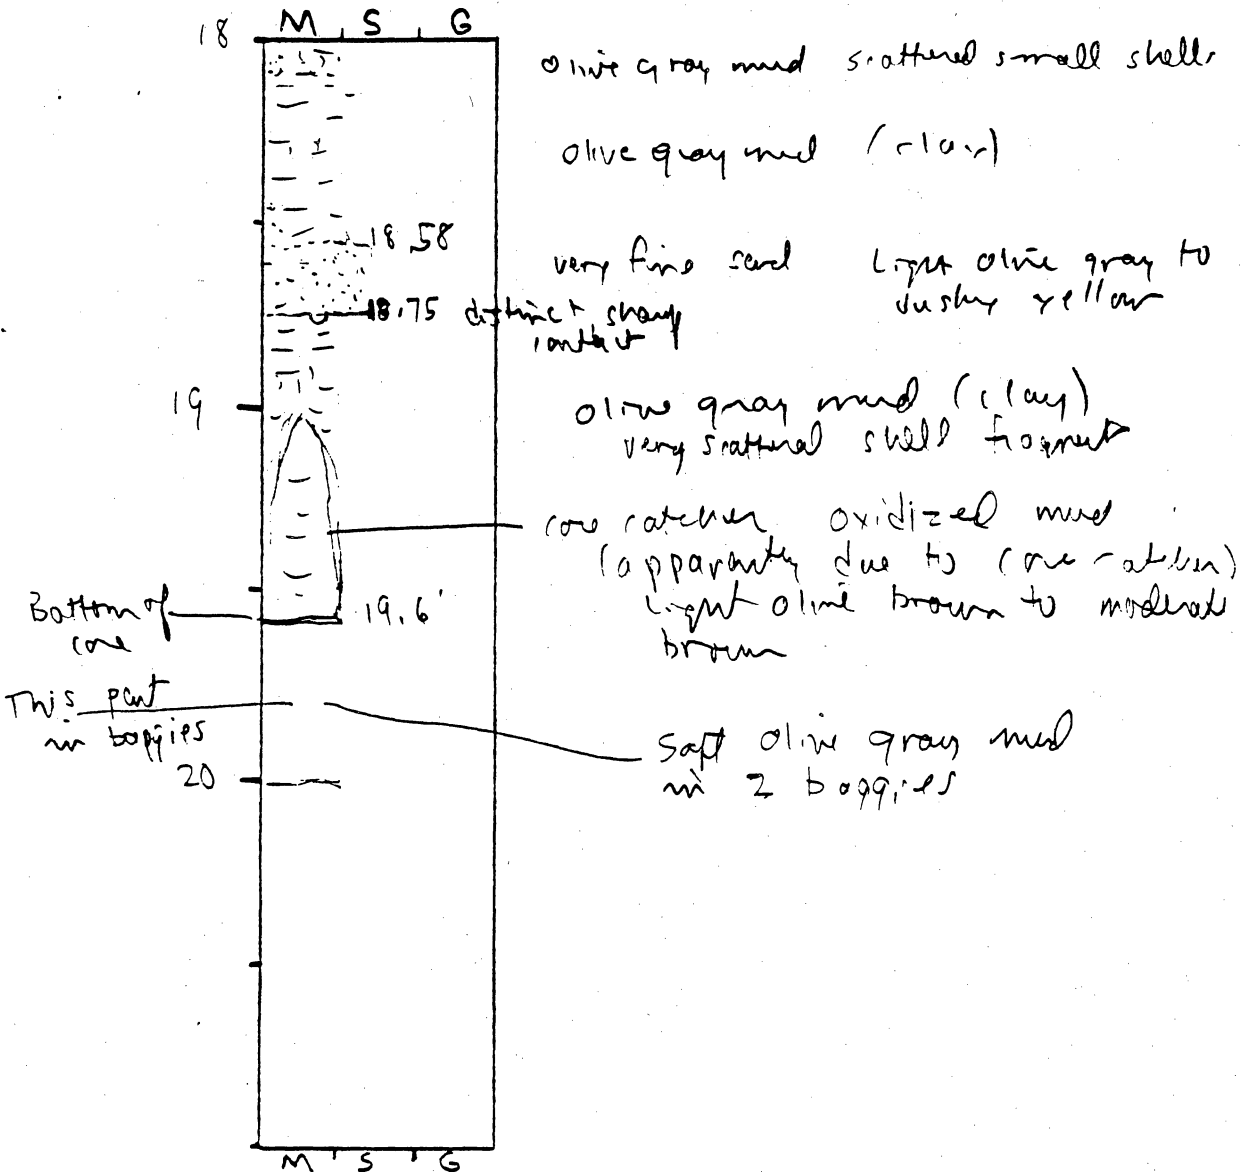 M S G
18
olive gray mud scattered small shells
olive gray mud (clay)
18.58
very fine sand Light olive gray to
dusky yellow
18.75 distinct sharp
contact
19
olive gray mud (clay)
very scattered shell fragments
core catcher oxidized mud
(apparently due to core catcher)
Light olive brown to moderate
brown
Bottom of
core
19.6'
This part
in baggies
Soft olive gray mud
in 2 baggies
20
M S G